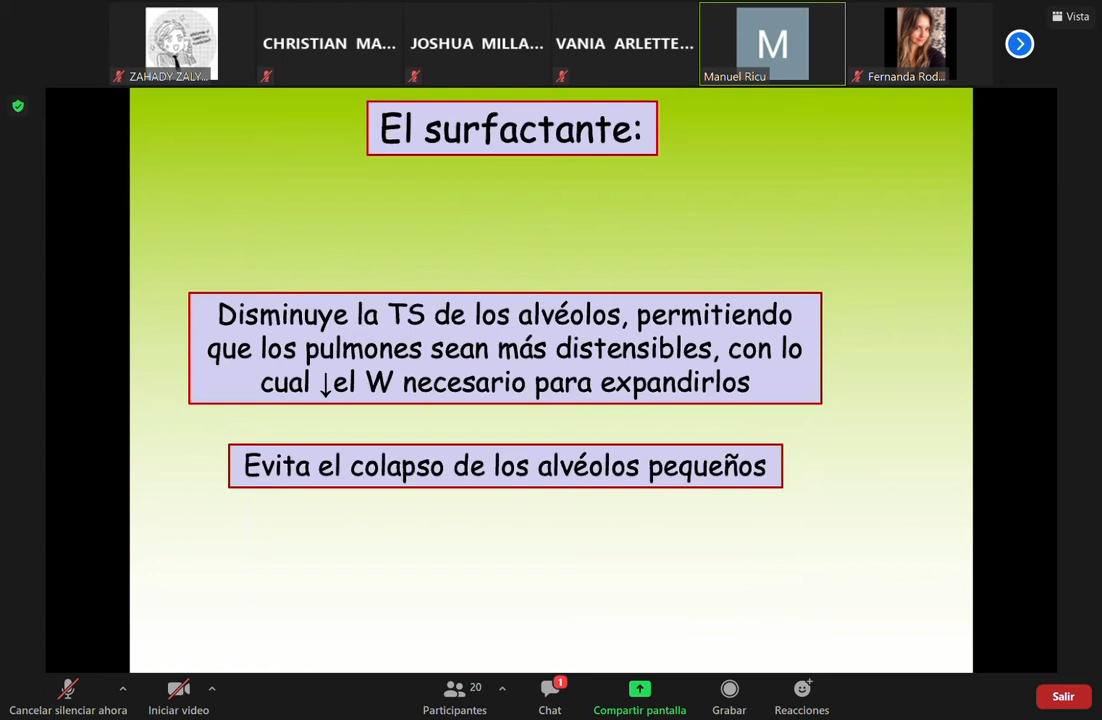 Vista
ZAHADY ZALY...
CHRISTIAN MA...
JOSHUA MILLA...
VANIA ARLETTE...
M
Manuel Ricu
Fernanda Rod...
El surfactante:
Disminuye la TS de los alvéolos, permitiendo
que los pulmones sean más distensibles, con lo
cual ↓el W necesario para expandirlos
Evita el colapso de los alvéolos pequeños
Cancelar silenciar ahora
Iniciar video
20
Participantes
1
Chat
Compartir pantalla
Grabar
Reacciones
Salir